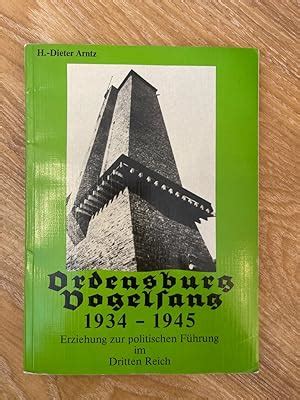 H.-Dieter Arntz
Ordensburg
Vogelsang
1934 - 1945
Erziehung zur politischen Führung
im
Dritten Reich